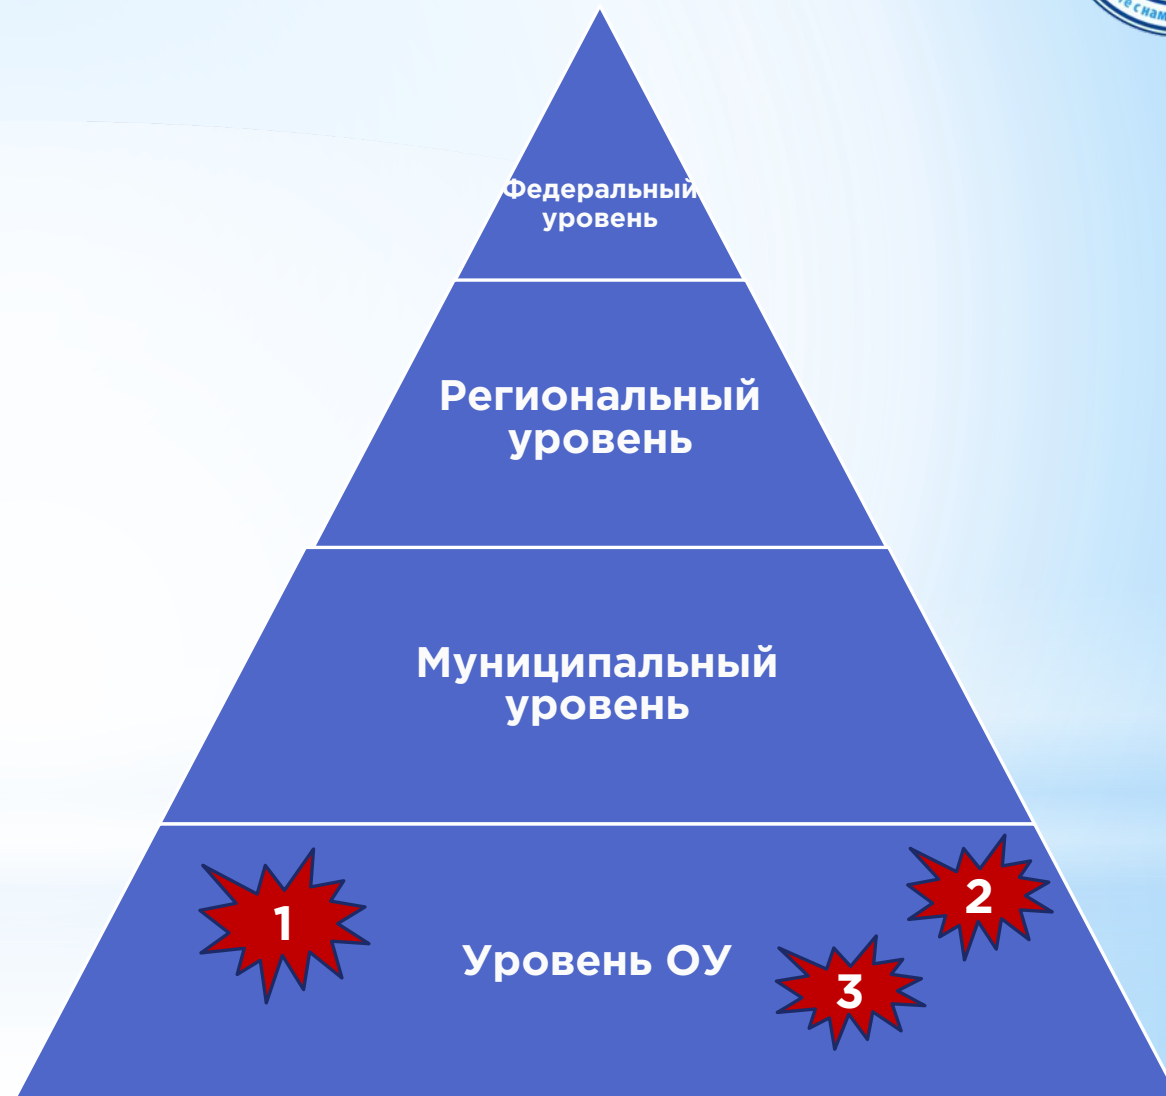 Федеральный
уровень
Региональный
уровень
Муниципальный
уровень
1
2
Уровень ОУ
3